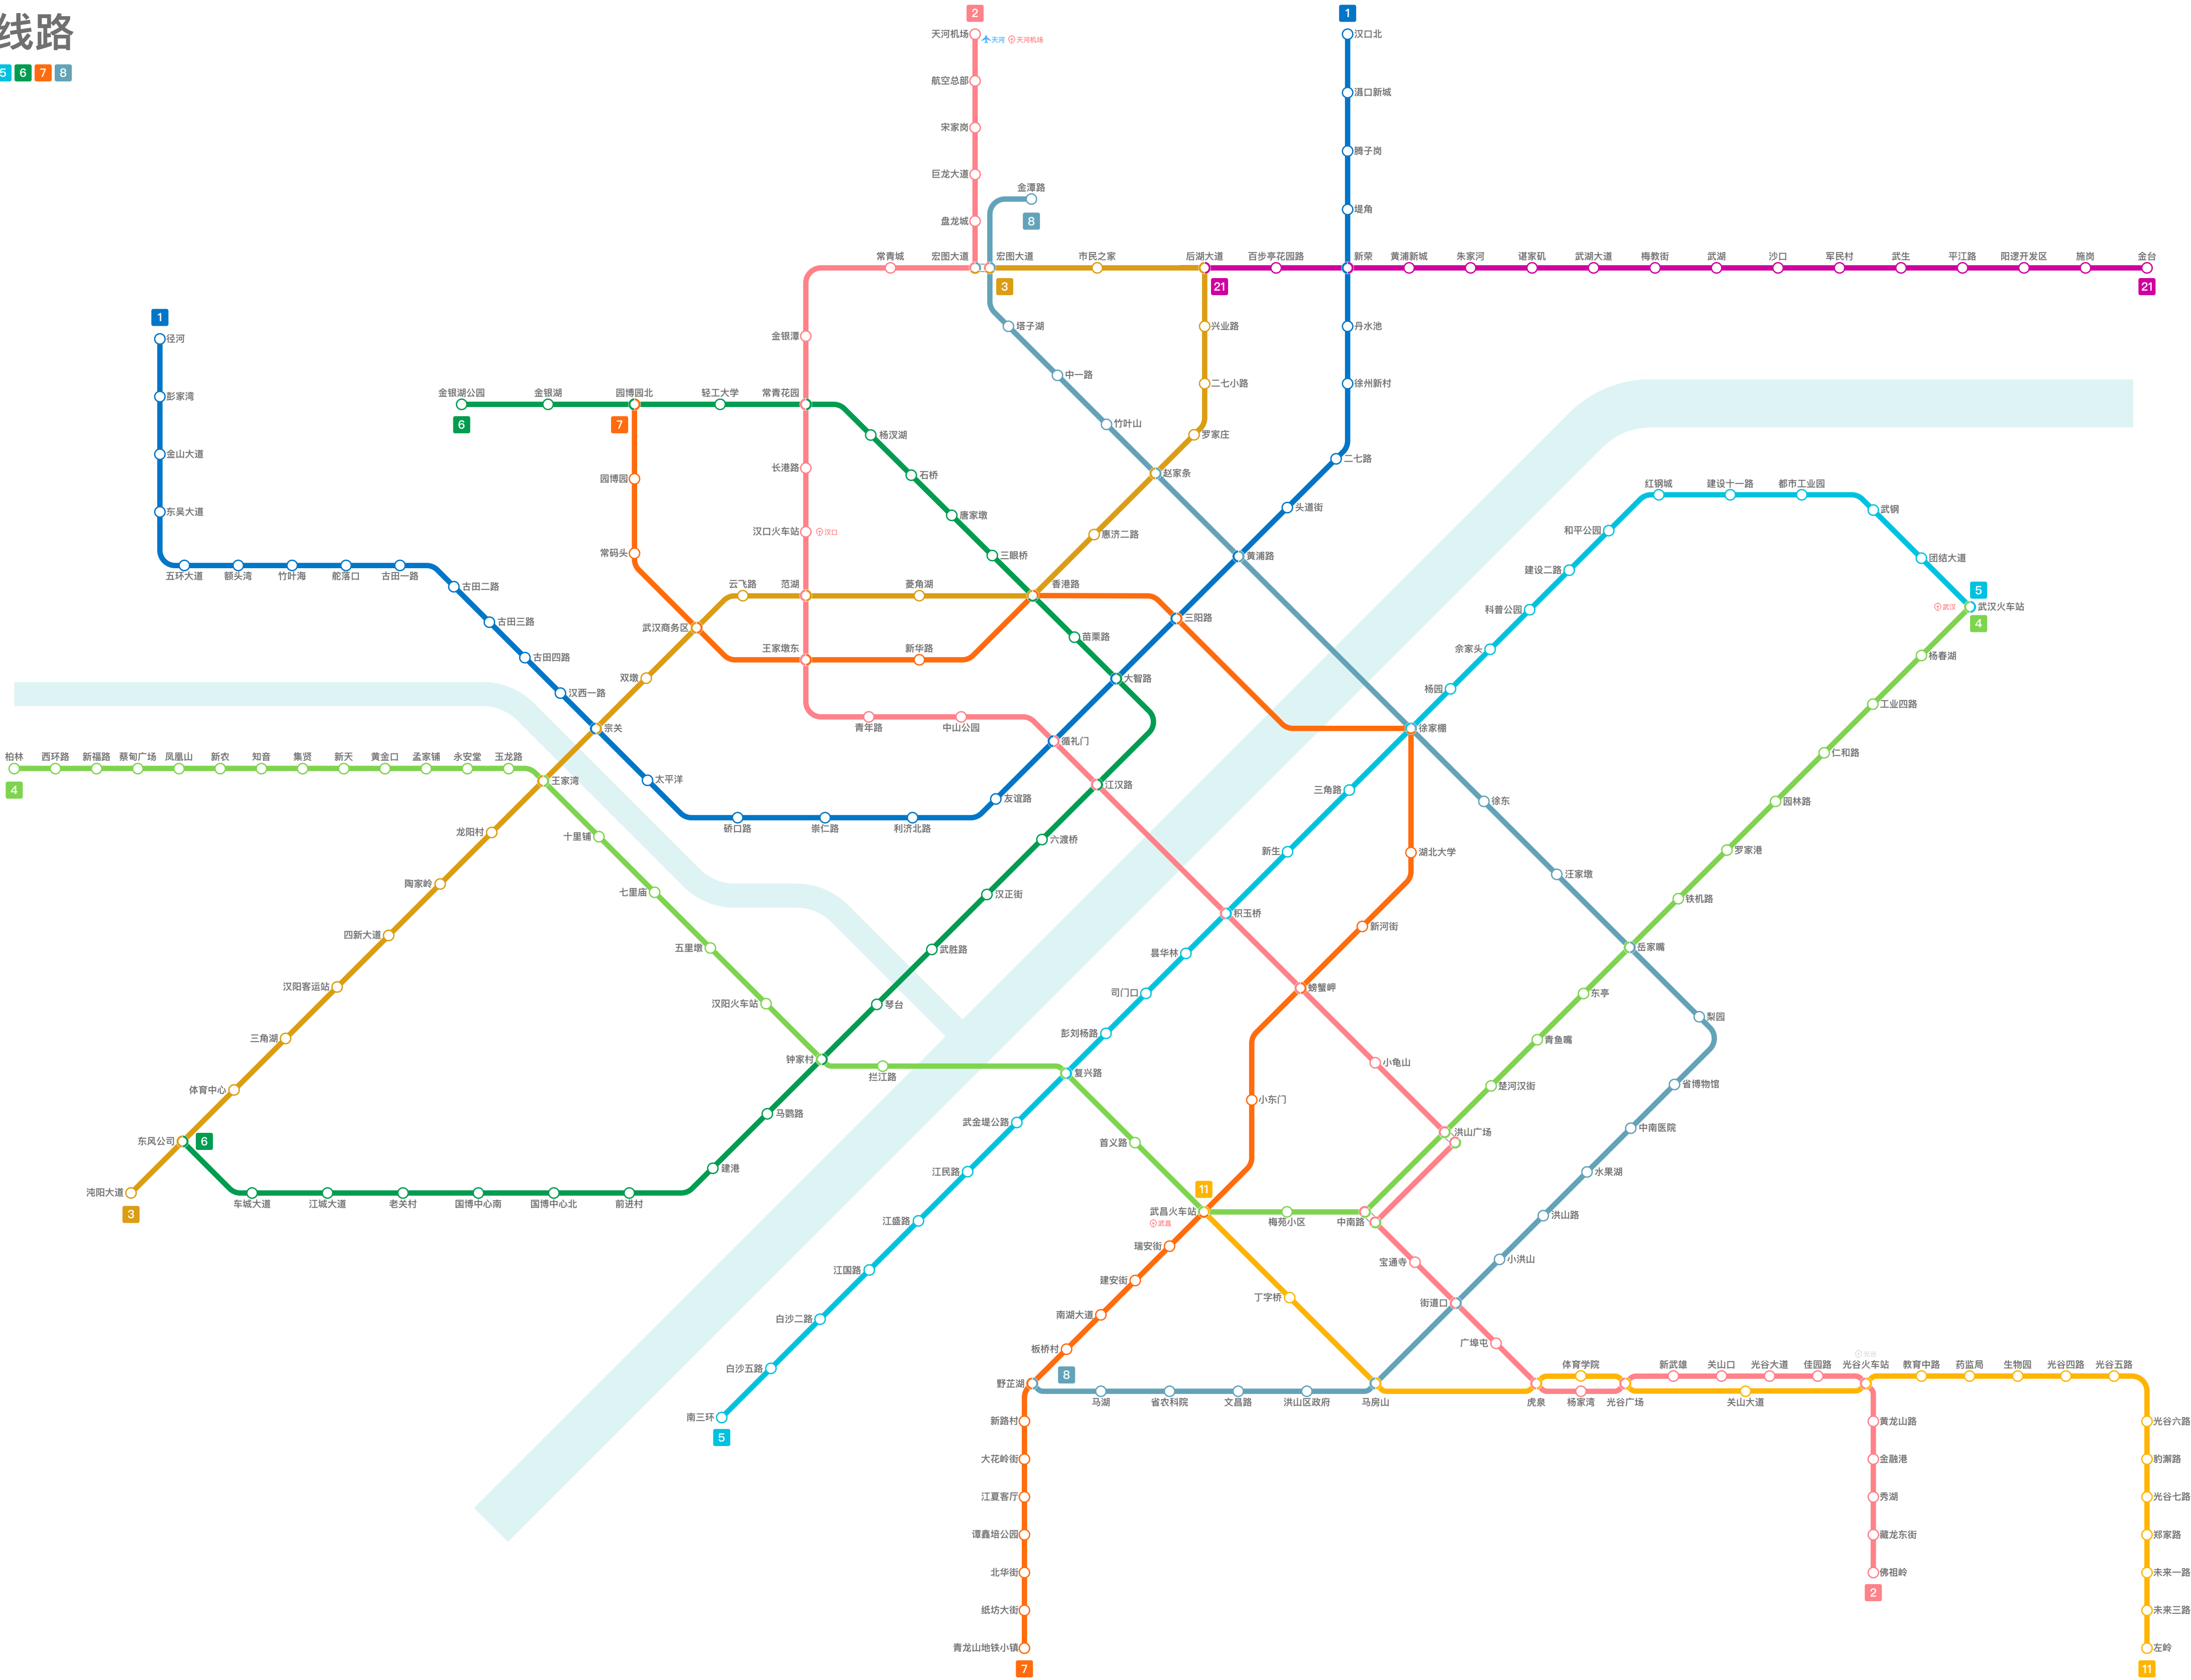 线路
5 6 7 8
2
天河机场
天河
天河机场
航空总部
宋家岗
巨龙大道
盘龙城
宏图大道
常青城
金银潭
常青花园
长港路
汉口火车站
汉口
范湖
王家墩东
青年路
中山公园
循礼门
江汉路
积玉桥
螃蟹岬
小龟山
洪山广场
中南路
宝通寺
街道口
广埠屯
虎泉
杨家湾
光谷广场
新武雄
关山口
光谷大道
佳园路
光谷火车站
光谷
黄龙山路
金融港
秀湖
藏龙东街
佛祖岭
2
1
汉口北
滠口新城
腾子岗
堤角
新荣
丹水池
徐州新村
二七路
头道街
黄浦路
三阳路
大智路
友谊路
利济北路
崇仁路
硚口路
太平洋
宗关
汉西一路
古田四路
古田三路
古田二路
古田一路
舵落口
竹叶海
额头湾
五环大道
东吴大道
金山大道
彭家湾
径河
1
金潭路
8
宏图大道
塔子湖
中一路
竹叶山
赵家条
徐家棚
徐东
汪家墩
岳家嘴
梨园
省博物馆
中南医院
水果湖
洪山路
小洪山
马房山
洪山区政府
文昌路
省农科院
马湖
野芷湖
8
3
市民之家
后湖大道
兴业路
二七小路
罗家庄
惠济二路
香港路
菱角湖
云飞路
武汉商务区
双墩
王家湾
龙阳村
陶家岭
四新大道
汉阳客运站
三角湖
体育中心
东风公司
沌阳大道
3
21
百步亭花园路
黄浦新城
朱家河
谌家矶
武湖大道
梅教街
武湖
沙口
军民村
武生
平江路
阳逻开发区
施岗
金台
21
金银湖公园
6
金银湖
园博园北
轻工大学
杨汊湖
石桥
唐家墩
三眼桥
苗栗路
六渡桥
汉正街
武胜路
琴台
钟家村
马鹦路
建港
前进村
国博中心北
国博中心南
老关村
江城大道
车城大道
6
7
园博园
常码头
新华路
湖北大学
新河街
小东门
武昌火车站
武昌
瑞安街
建安街
南湖大道
板桥村
新路村
大花岭街
江夏客厅
谭鑫培公园
北华街
纸坊大街
青龙山地铁小镇
7
柏林
4
西环路
新福路
蔡甸广场
凤凰山
新农
知音
集贤
新天
黄金口
孟家铺
永安堂
玉龙路
十里铺
七里庙
五里墩
汉阳火车站
拦江路
复兴路
首义路
梅苑小区
楚河汉街
青鱼嘴
东亭
铁机路
罗家港
园林路
仁和路
工业四路
杨春湖
武汉火车站
武汉
4
5
团结大道
武钢
都市工业园
建设十一路
红钢城
和平公园
建设二路
科普公园
余家头
杨园
三角路
新生
昙华林
司门口
彭刘杨路
武金堤公路
江民路
江盛路
江国路
白沙二路
白沙五路
南三环
5
11
丁字桥
体育学院
关山大道
教育中路
药监局
生物园
光谷四路
光谷五路
光谷六路
豹澥路
光谷七路
郑家路
未来一路
未来三路
左岭
11